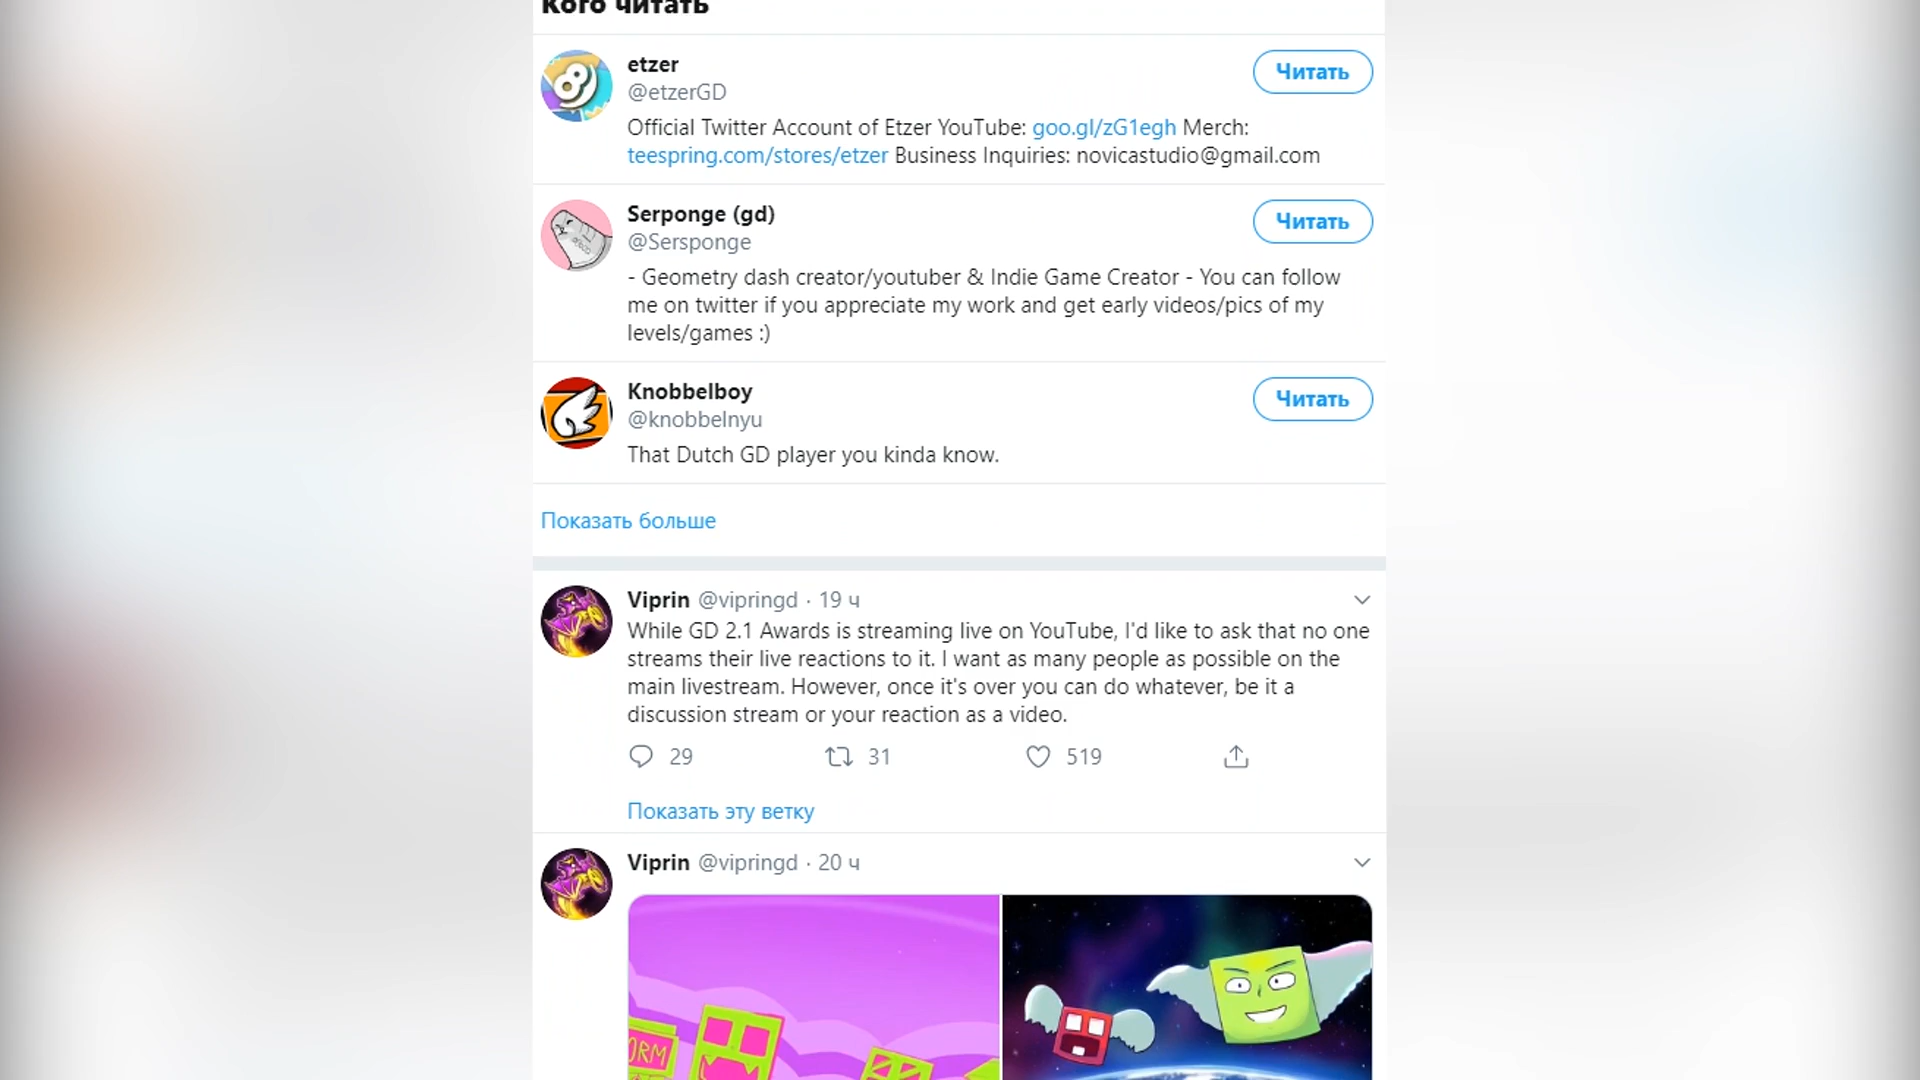 Кого читать
etzer
@etzerGD
Читать
Official Twitter Account of Etzer YouTube: goo.gl/zG1egh Merch:
teespring.com/stores/etzer Business Inquiries: novicastudio@gmail.com
Serponge (gd)
@Sersponge
Читать
- Geometry dash creator/youtuber & Indie Game Creator - You can follow
me on twitter if you appreciate my work and get early videos/pics of my
levels/games :)
Knobbelboy
@knobbelnyu
Читать
That Dutch GD player you kinda know.
Показать больше
Viprin @vipringd · 19 ч
While GD 2.1 Awards is streaming live on YouTube, I'd like to ask that no one
streams their live reactions to it. I want as many people as possible on the
main livestream. However, once it's over you can do whatever, be it a
discussion stream or your reaction as a video.
29 31 519
Показать эту ветку
Viprin @vipringd · 20 ч